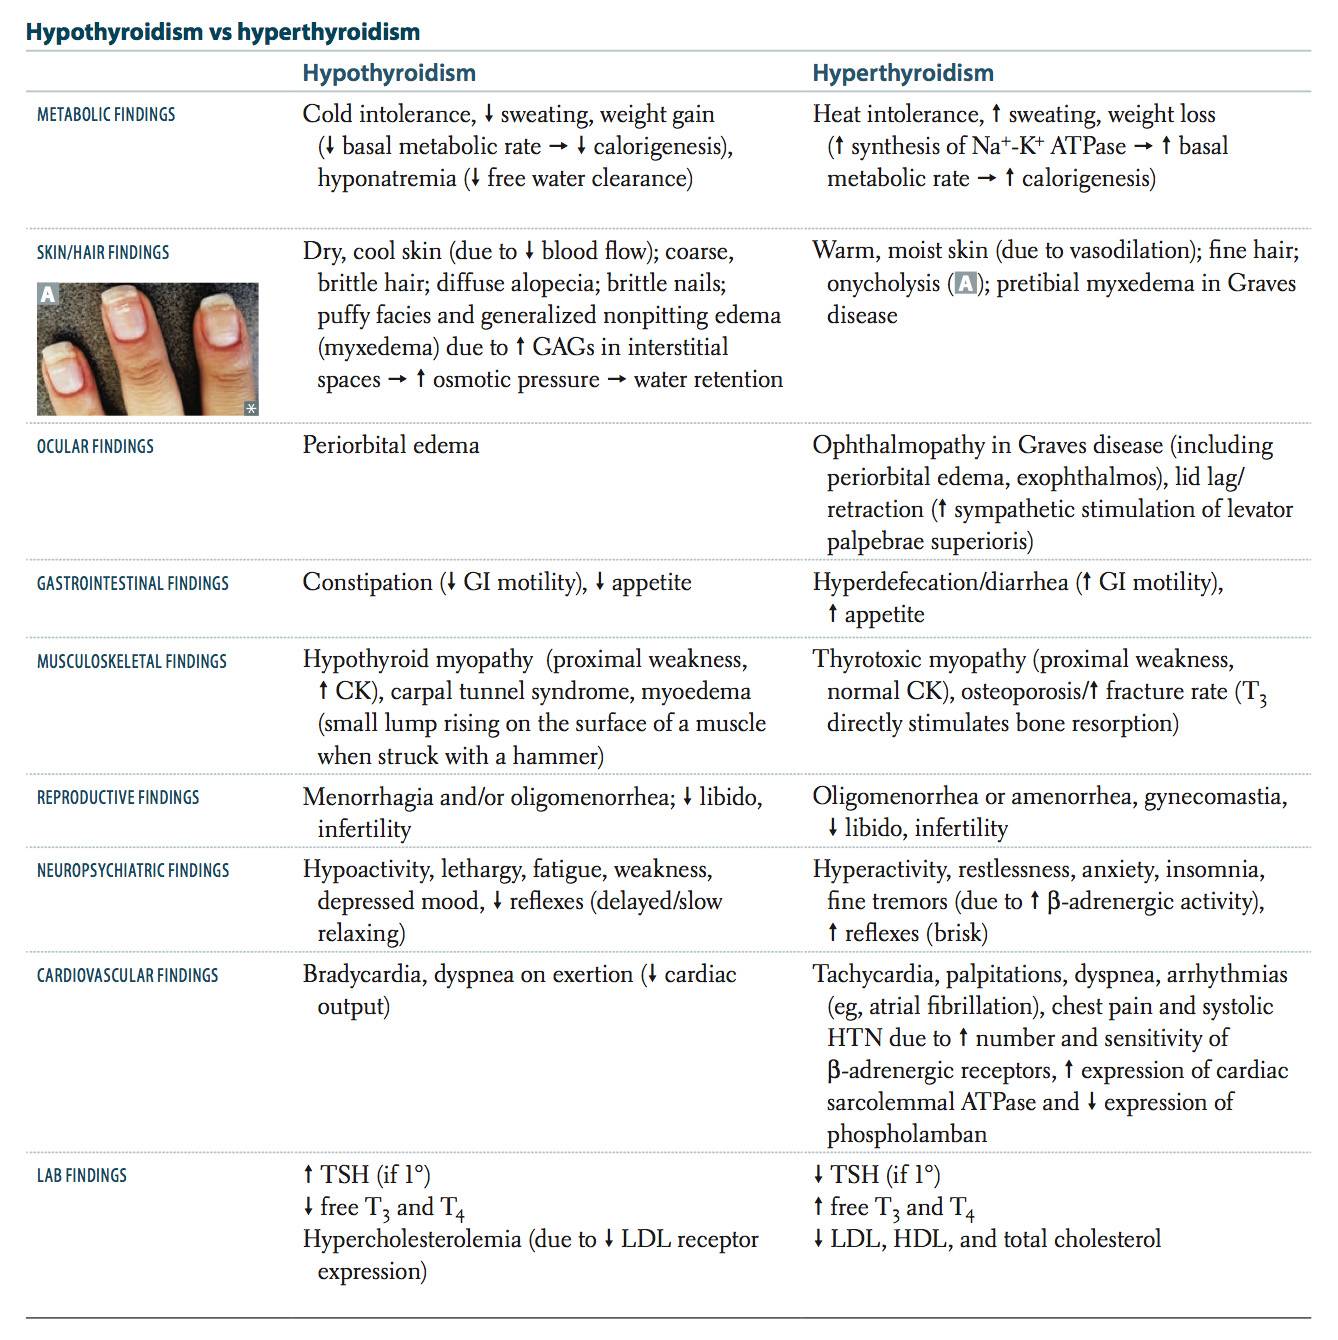 Hypothyroidism vs hyperthyroidism
Hypothyroidism
Hyperthyroidism
METABOLIC FINDINGS
Cold intolerance, ↓ sweating, weight gain
(↓ basal metabolic rate → ↓ calorigenesis),
hyponatremia (↓ free water clearance)
Heat intolerance, ↑ sweating, weight loss
(↑ synthesis of Na⁺-K⁺ ATPase → ↑ basal
metabolic rate → ↑ calorigenesis)
SKIN/HAIR FINDINGS
A
Dry, cool skin (due to ↓ blood flow); coarse,
brittle hair; diffuse alopecia; brittle nails;
puffy facies and generalized nonpitting edema
(myxedema) due to ↑ GAGs in interstitial
spaces → ↑ osmotic pressure → water retention
Warm, moist skin (due to vasodilation); fine hair;
onycholysis (A); pretibial myxedema in Graves
disease
OCULAR FINDINGS
Periorbital edema
Ophthalmopathy in Graves disease (including
periorbital edema, exophthalmos), lid lag/
retraction (↑ sympathetic stimulation of levator
palpebrae superioris)
GASTROINTESTINAL FINDINGS
Constipation (↓ GI motility), ↓ appetite
Hyperdefecation/diarrhea (↑ GI motility),
↑ appetite
MUSCULOSKELETAL FINDINGS
Hypothyroid myopathy (proximal weakness,
↑ CK), carpal tunnel syndrome, myoedema
(small lump rising on the surface of a muscle
when struck with a hammer)
Thyrotoxic myopathy (proximal weakness,
normal CK), osteoporosis/↑ fracture rate (T₃
directly stimulates bone resorption)
REPRODUCTIVE FINDINGS
Menorrhagia and/or oligomenorrhea; ↓ libido,
infertility
Oligomenorrhea or amenorrhea, gynecomastia,
↓ libido, infertility
NEUROPSYCHIATRIC FINDINGS
Hypoactivity, lethargy, fatigue, weakness,
depressed mood, ↓ reflexes (delayed/slow
relaxing)
Hyperactivity, restlessness, anxiety, insomnia,
fine tremors (due to ↑ β-adrenergic activity),
↑ reflexes (brisk)
CARDIOVASCULAR FINDINGS
Bradycardia, dyspnea on exertion (↓ cardiac
output)
Tachycardia, palpitations, dyspnea, arrhythmias
(eg, atrial fibrillation), chest pain and systolic
HTN due to ↑ number and sensitivity of
β-adrenergic receptors, ↑ expression of cardiac
sarcolemmal ATPase and ↓ expression of
phospholamban
LAB FINDINGS
↑ TSH (if 1°)
↓ free T₃ and T₄
Hypercholesterolemia (due to ↓ LDL receptor
expression)
↓ TSH (if 1°)
↑ free T₃ and T₄
↓ LDL, HDL, and total cholesterol